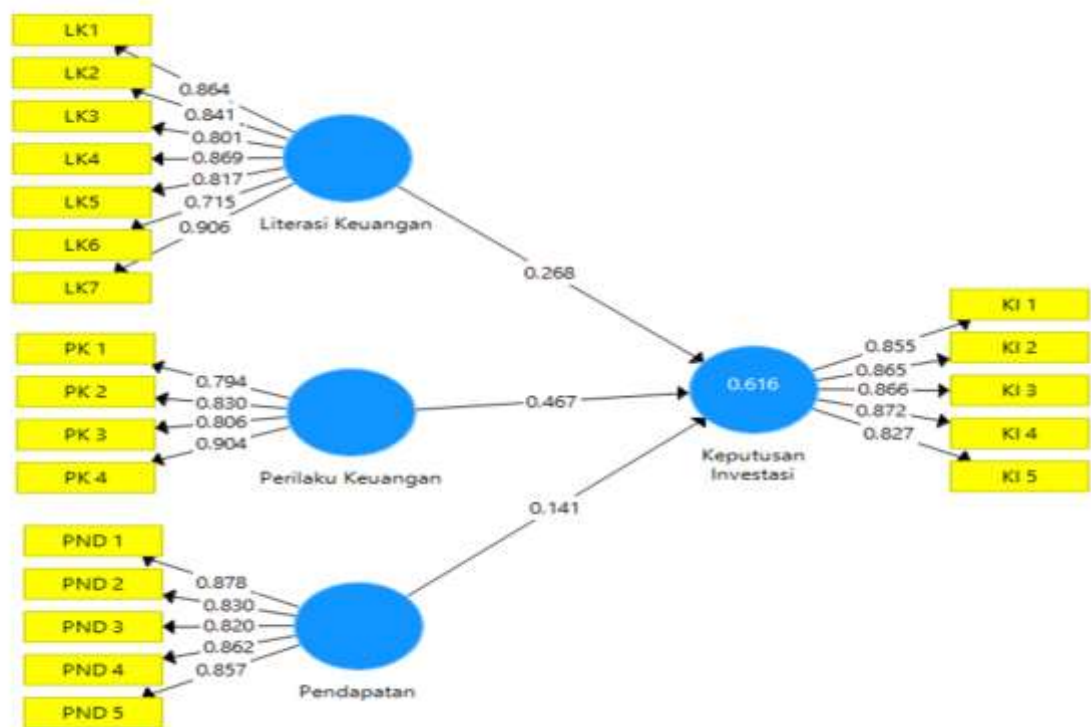 LK1
LK2
LK3
LK4
LK5
LK6
LK7
0.864
0.841
0.801
0.869
0.817
0.715
0.906
Literasi Keuangan
0.268
PK 1
PK 2
PK 3
PK 4
0.794
0.830
0.806
0.904
Perilaku Keuangan
0.467
PND 1
PND 2
PND 3
PND 4
PND 5
0.878
0.830
0.820
0.862
0.857
Pendapatan
0.141
0.616
Keputusan
Investasi
0.855
0.865
0.866
0.872
0.827
KI 1
KI 2
KI 3
KI 4
KI 5